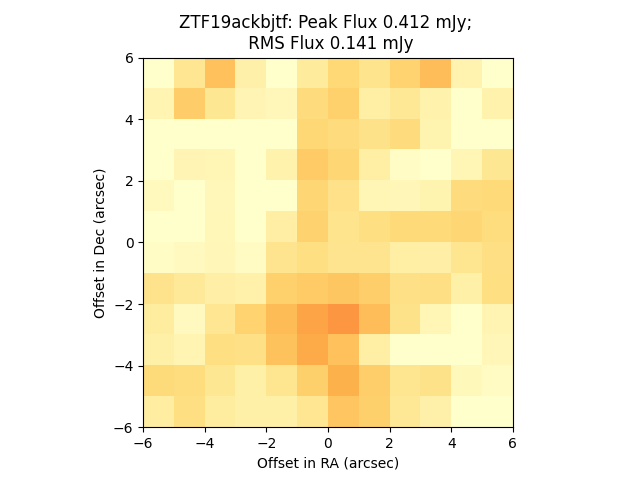 ZTF19ackbjtf: Peak Flux 0.412 mJy;
RMS Flux 0.141 mJy
6
4
2
0
−2
−4
−6
Offset in Dec (arcsec)
−6 −4 −2 0 2 4 6
Offset in RA (arcsec)